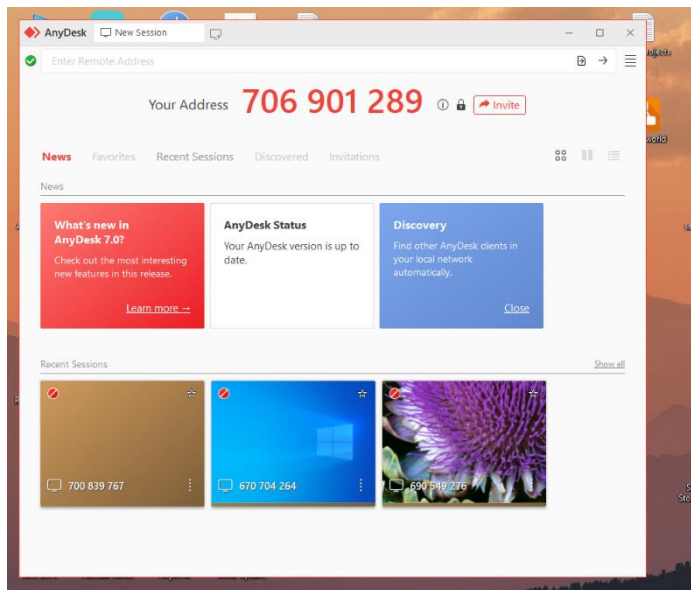 AnyDesk New Session
Enter Remote Address
Your Address 706 901 289 Invite
News Favorites Recent Sessions Discovered Invitations
News
What's new in
AnyDesk 7.0?
Check out the most interesting
new features in this release.
Learn more →
AnyDesk Status
Your AnyDesk version is up to
date.
Discovery
Find other AnyDesk clients in
your local network
automatically.
Close
Recent Sessions Show all
700 839 767
670 704 264
690 549 276